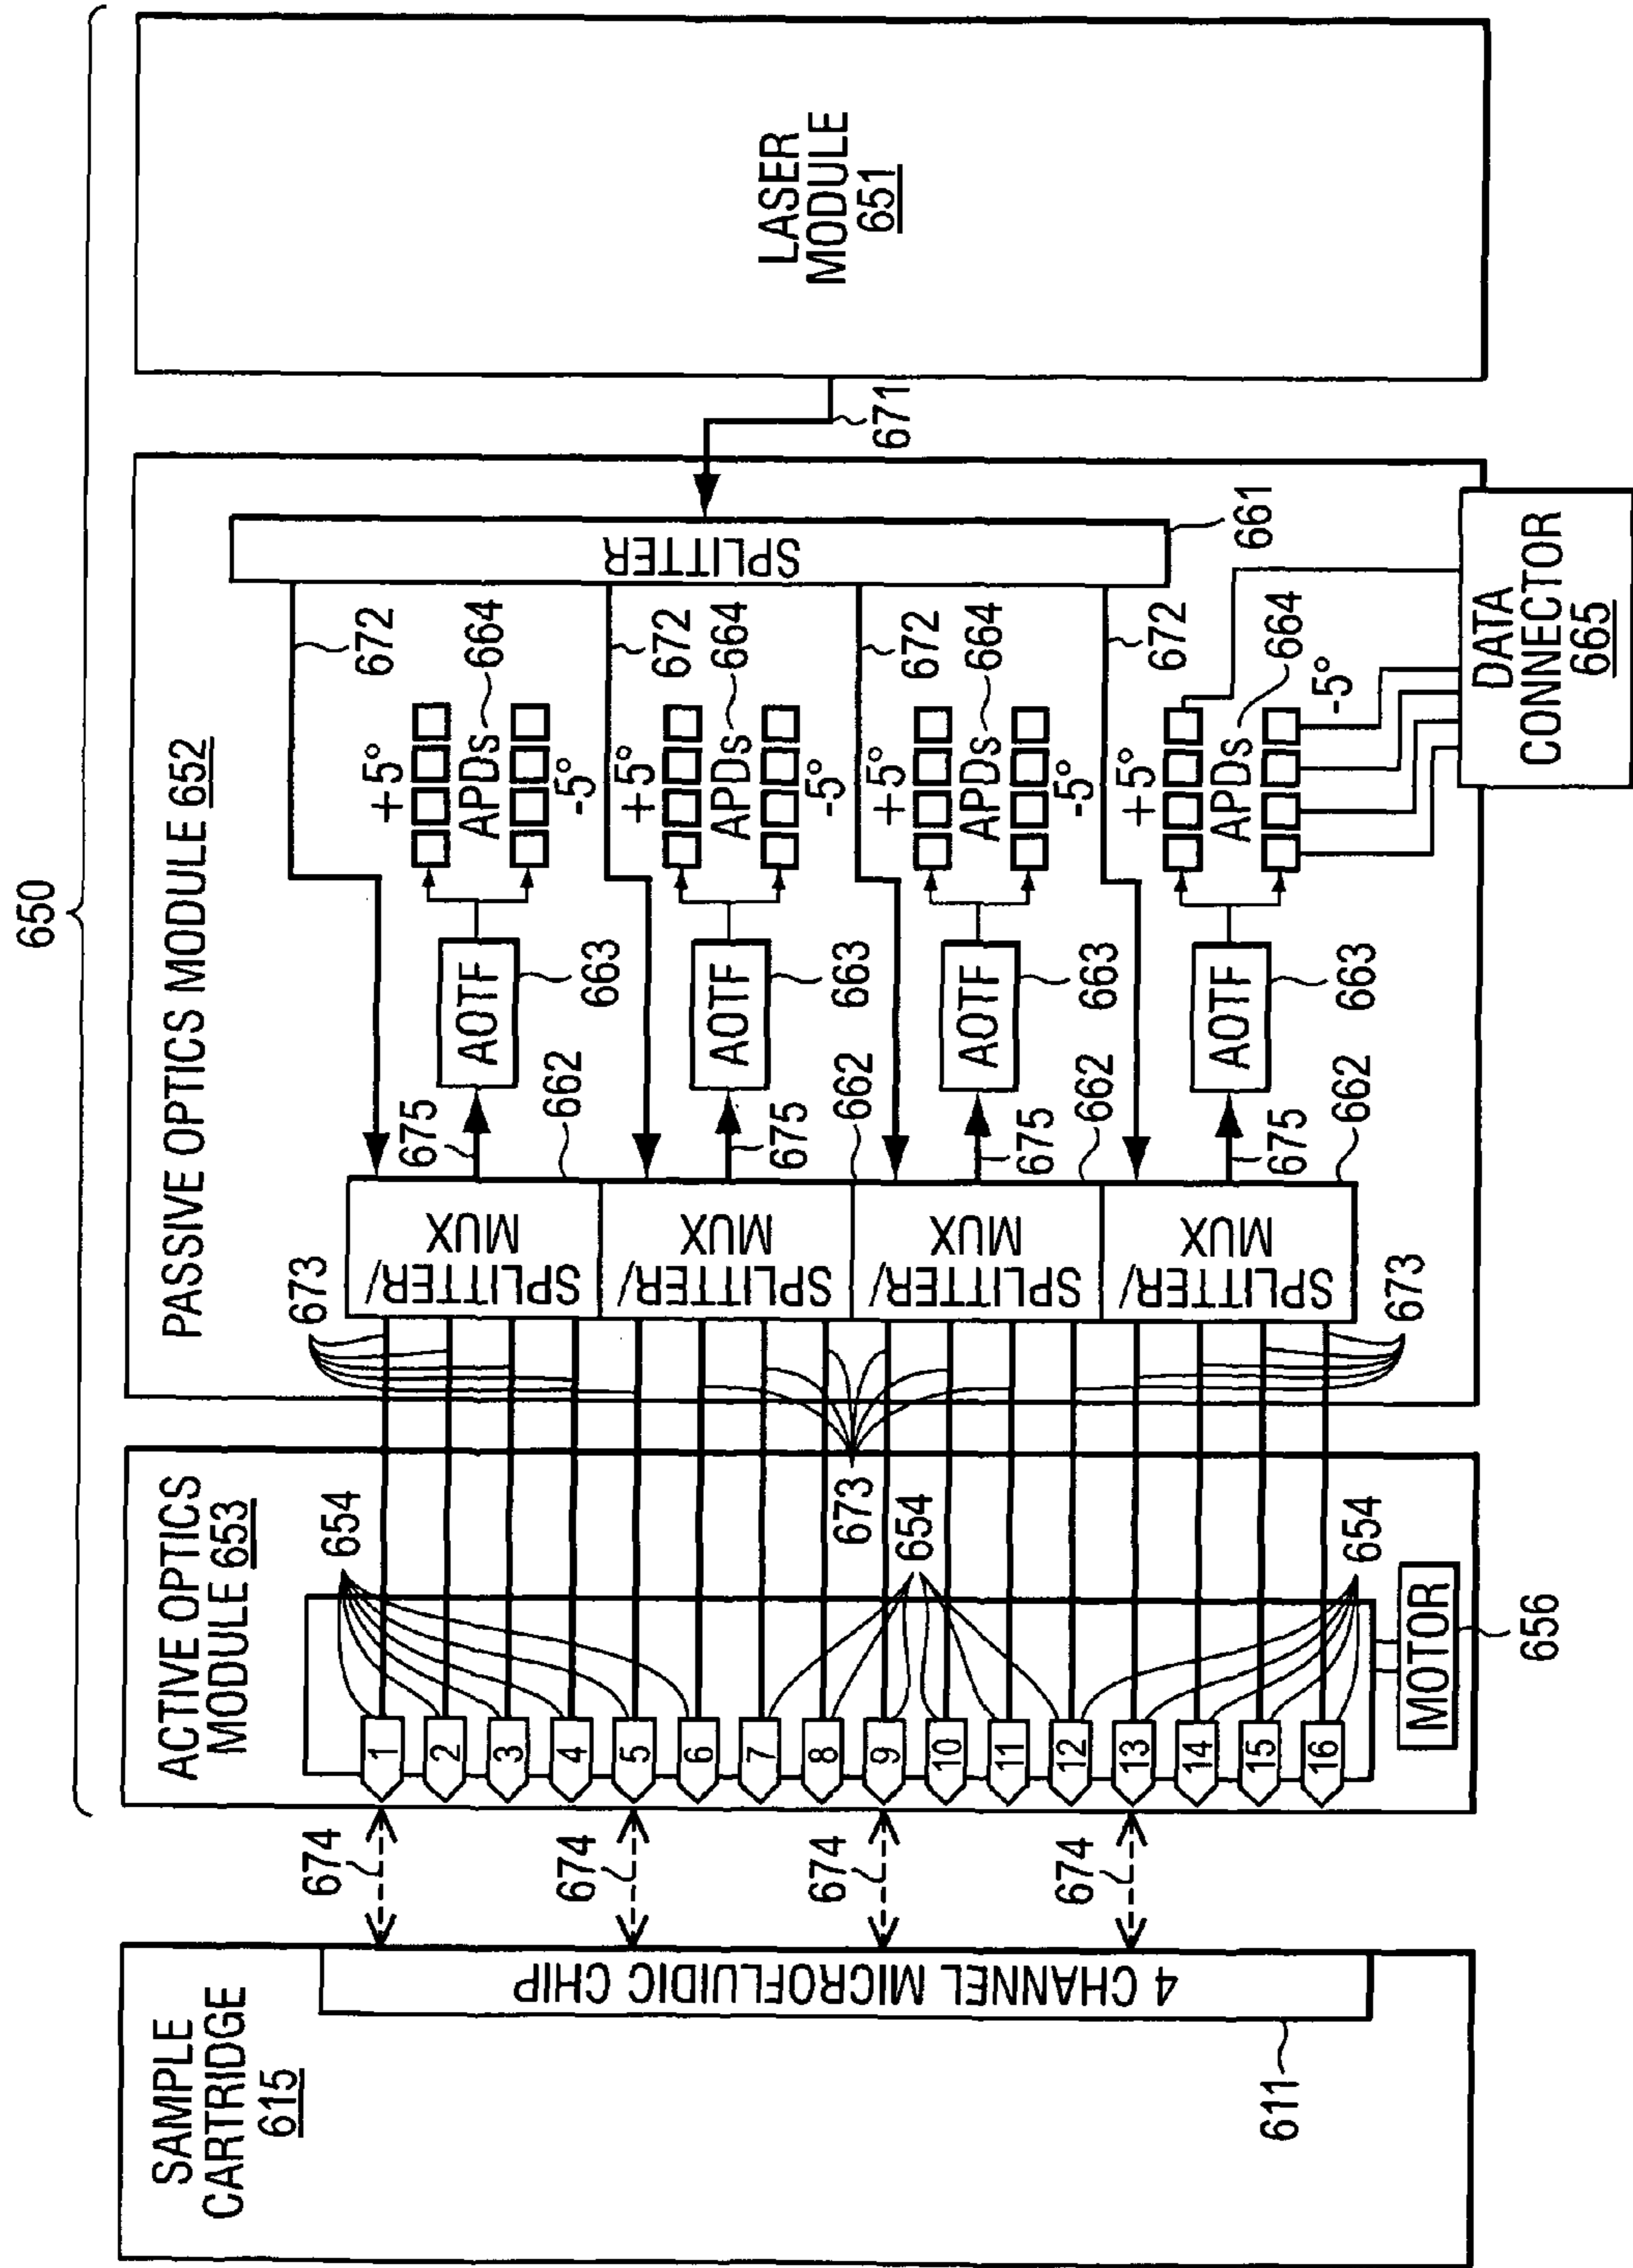 650
SAMPLE
CARTRIDGE
615
4 CHANNEL MICROFLUIDIC CHIP
611
674
674
674
674
ACTIVE OPTICS
MODULE 653
654
654
654
1
2
3
4
5
6
7
8
9
10
11
12
13
14
15
16
MOTOR
656
PASSIVE OPTICS MODULE 652
673
673
673
SPLITTER/
MUX
SPLITTER/
MUX
SPLITTER/
MUX
SPLITTER/
MUX
662
662
662
662
675
675
675
675
AOTF
AOTF
AOTF
AOTF
663
663
663
663
+5°
APDs
-5°
664
+5°
APDs
-5°
664
+5°
APDs
-5°
664
+5°
APDs
-5°
664
672
672
672
672
SPLITTER
661
DATA
CONNECTOR
665
671
LASER
MODULE
651